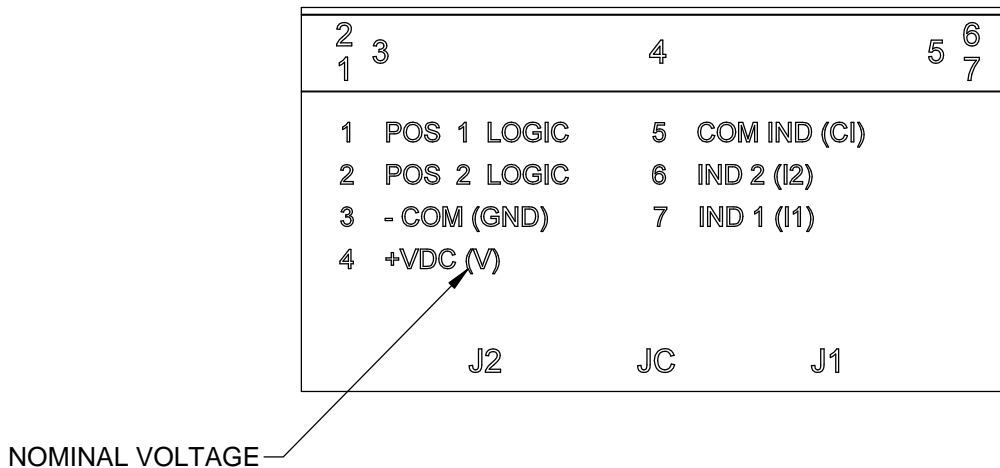 2 6
3 4 5
1 7
1 POS 1 LOGIC 5 COM IND (CI)
2 POS 2 LOGIC 6 IND 2 (I2)
3 - COM (GND) 7 IND 1 (I1)
4 +VDC (V)
J2 JC J1
NOMINAL VOLTAGE